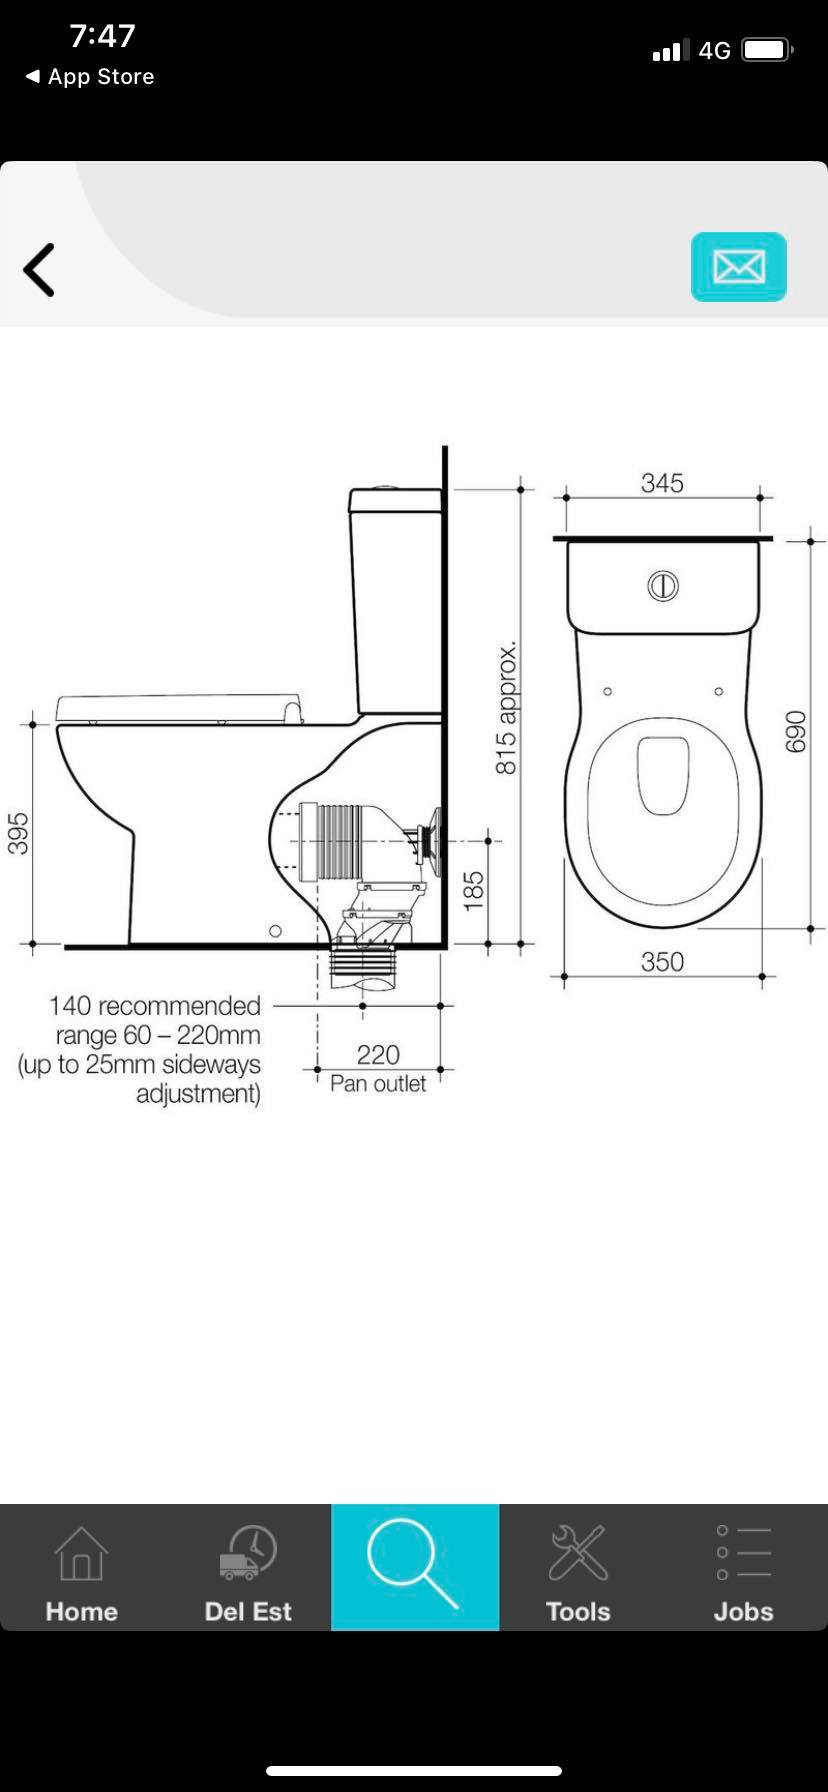 7:47
4G
◀ App Store
345
815 approx.
690
395
185
350
140 recommended
range 60 – 220mm
(up to 25mm sideways
adjustment)
220
Pan outlet
Home
Del Est
Tools
Jobs